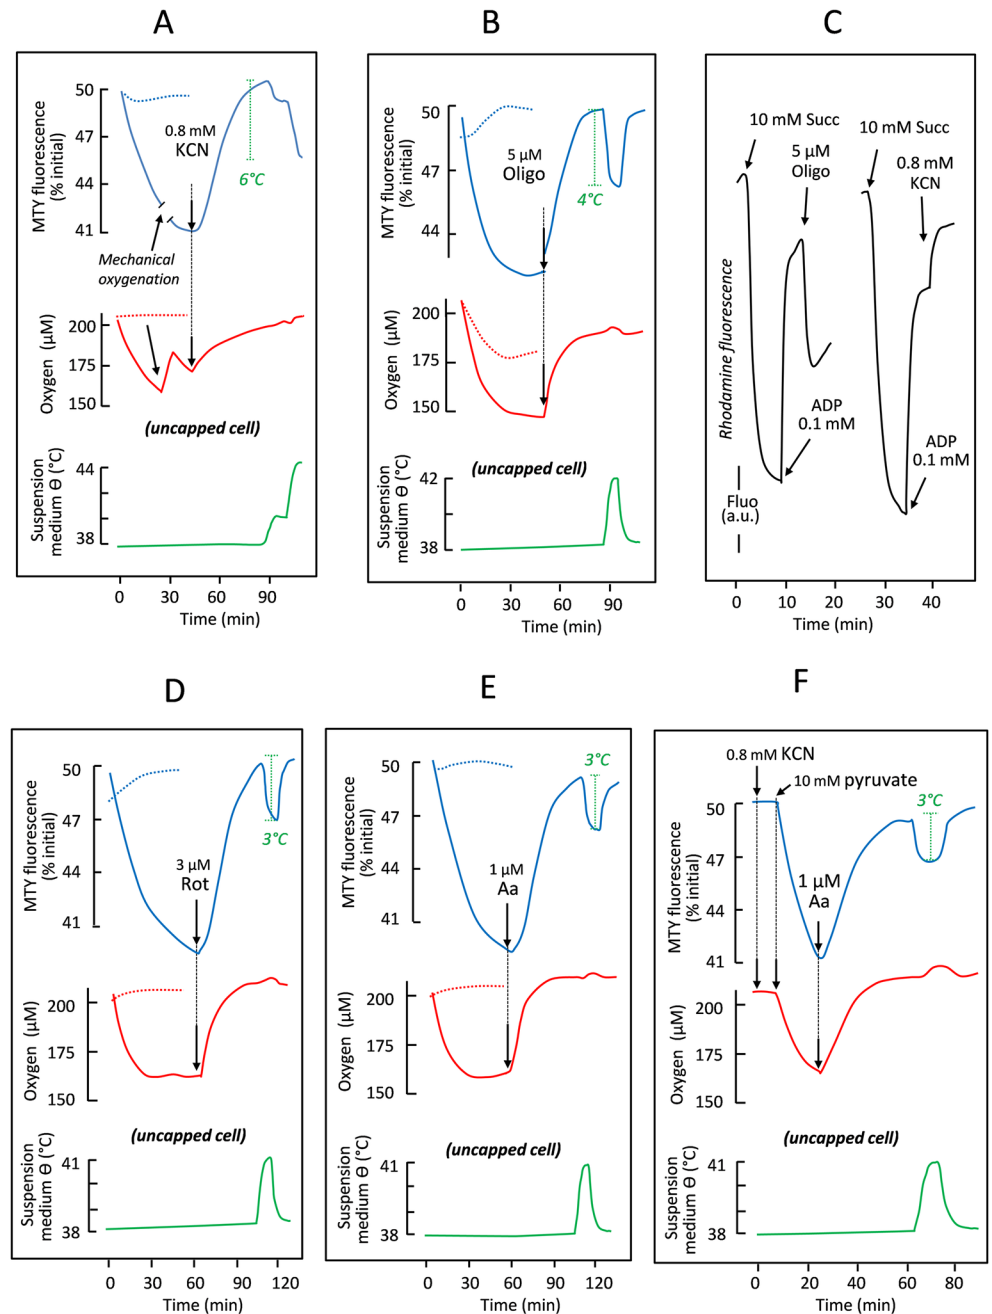 A
MTY fluorescence
(% initial)
50
47
44
41
0.8 mM
KCN
6°C
Mechanical
oxygenation
Oxygen (µM)
200
175
150
(uncapped cell)
Suspension
medium Ɵ (°C)
44
38
0
30
60
90
Time (min)
B
MTY fluorescence
(% initial)
50
47
44
5 µM
Oligo
4°C
Oxygen (µM)
200
175
150
(uncapped cell)
Suspension
medium Ɵ (°C)
42
38
0
30
60
90
Time (min)
C
10 mM Succ
5 µM
Oligo
10 mM Succ
0.8 mM
KCN
Rhodamine fluorescence
ADP
0.1 mM
ADP
0.1 mM
Fluo
(a.u.)
0
10
20
30
40
Time (min)
D
MTY fluorescence
(% initial)
50
47
44
41
3°C
3 µM
Rot
Oxygen (µM)
200
175
150
(uncapped cell)
Suspension
medium Ɵ (°C)
41
38
0
30
60
90
120
Time (min)
E
MTY fluorescence
(% initial)
50
47
44
41
3°C
1 µM
Aa
Oxygen (µM)
200
175
150
(uncapped cell)
Suspension
medium Ɵ (°C)
41
38
0
30
60
90
120
Time (min)
F
0.8 mM KCN
10 mM pyruvate
MTY fluorescence
(% initial)
50
47
44
41
3°C
1 µM
Aa
Oxygen (µM)
200
175
150
(uncapped cell)
Suspension
medium Ɵ (°C)
41
38
0
20
40
60
80
Time (min)